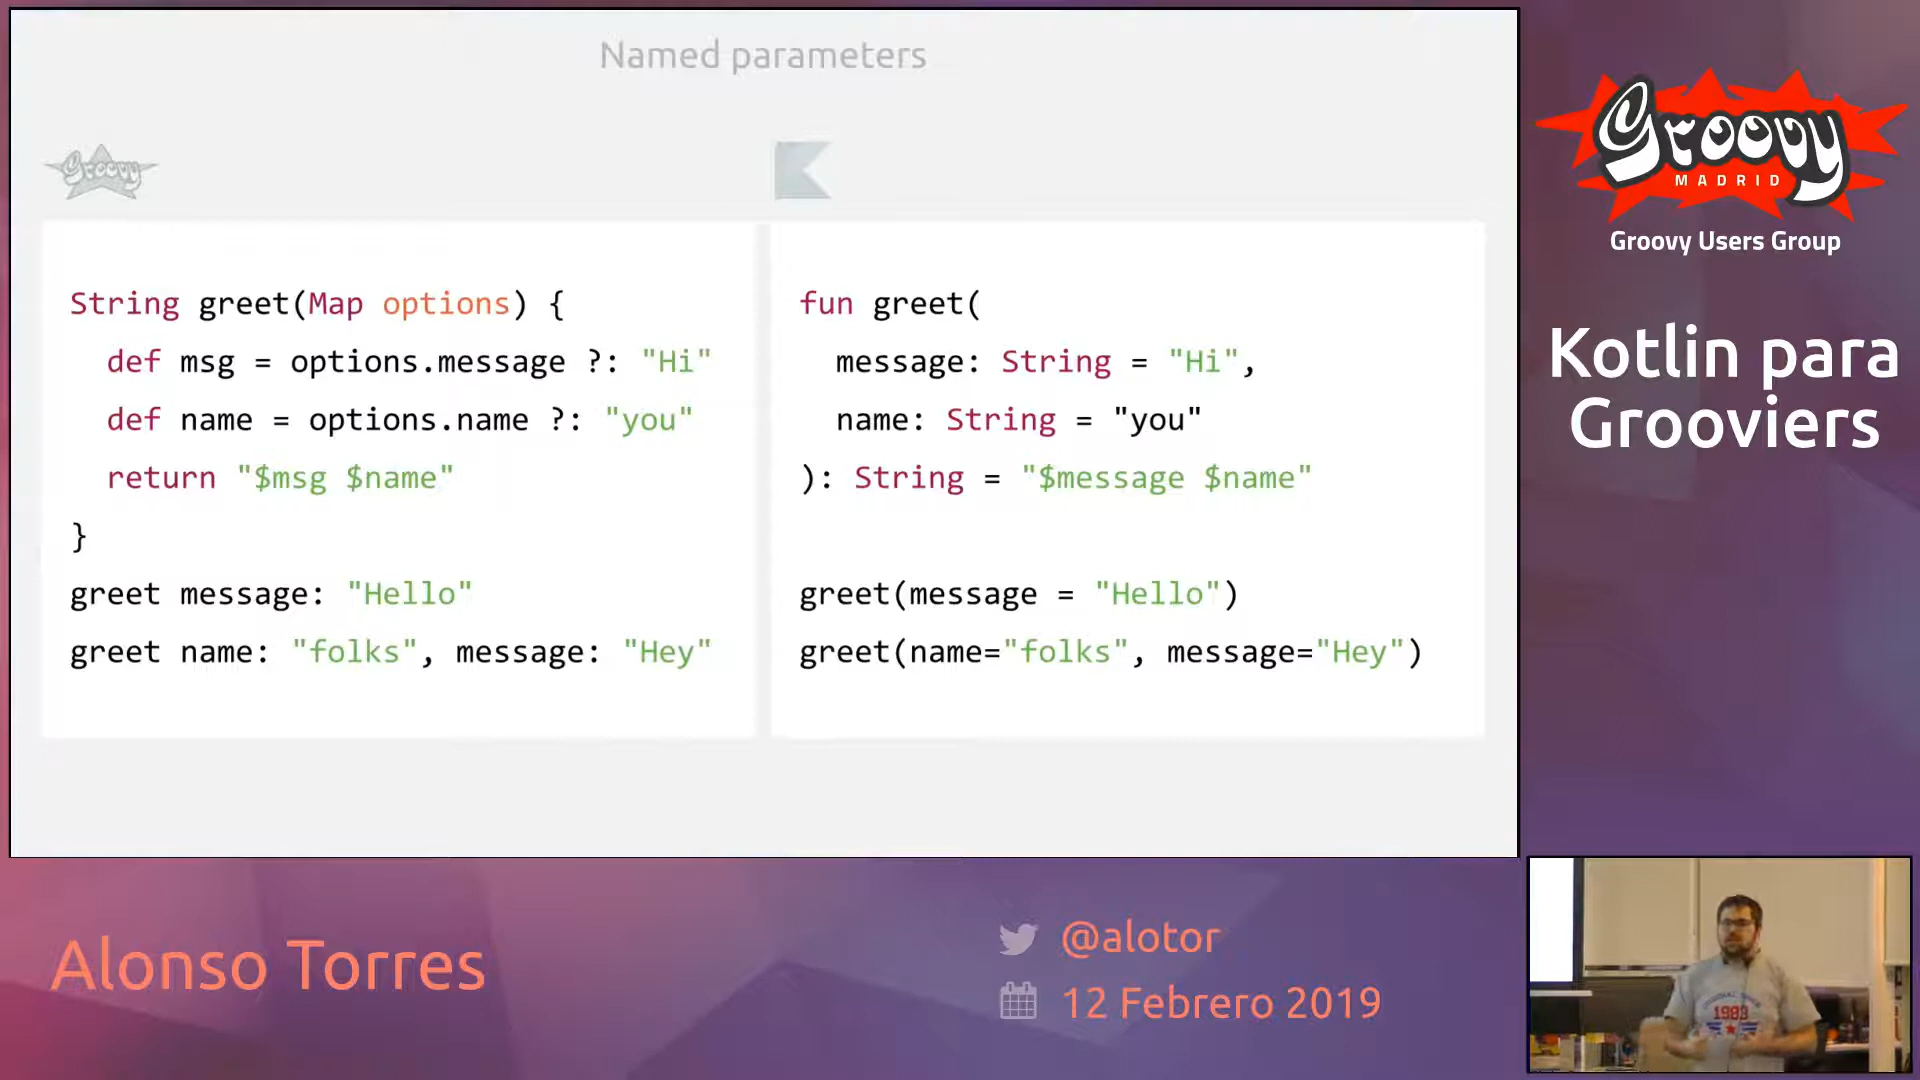 Named parameters
Groovy
String greet(Map options) {
  def msg = options.message ?: "Hi"
  def name = options.name ?: "you"
  return "$msg $name"
}
greet message: "Hello"
greet name: "folks", message: "Hey"
fun greet(
  message: String = "Hi",
  name: String = "you"
): String = "$message $name"
greet(message = "Hello")
greet(name="folks", message="Hey")
Groovy
MADRID
Groovy Users Group
Kotlin para
Grooviers
Alonso Torres
@alotor
12 Febrero 2019
1983